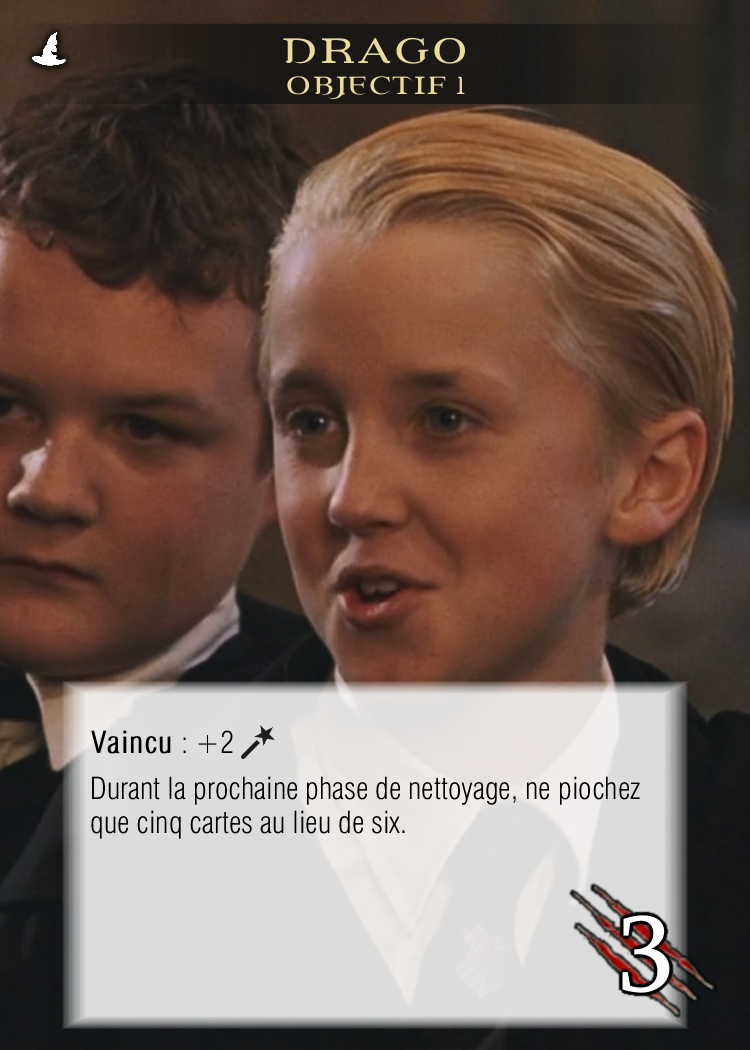 DRAGO
OBJECTIF 1
Vaincu : +2
Durant la prochaine phase de nettoyage, ne piochez
que cinq cartes au lieu de six.
3